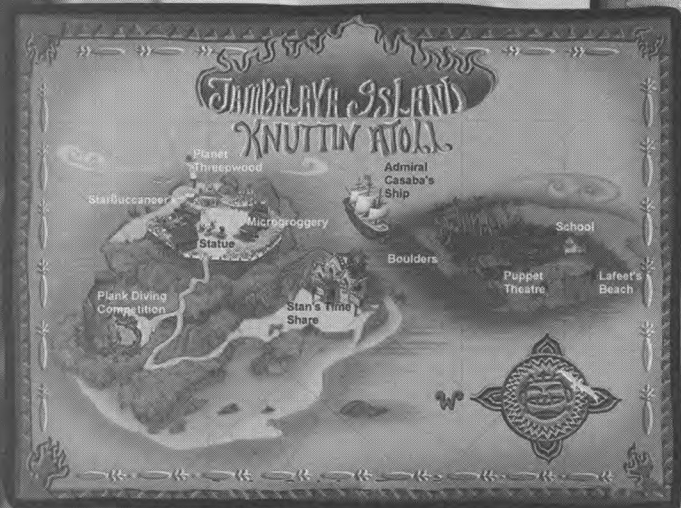 JAMBALAYA ISLAND
KNUTTIN ATOLL
Planet
Threepwood
Admiral
Casaba's
Ship
StarBuccaneer's
Microgroggery
Statue
School
Boulders
Puppet
Theatre
Lafeet's
Beach
Plank Diving
Competition
Stan's Time
Share
W